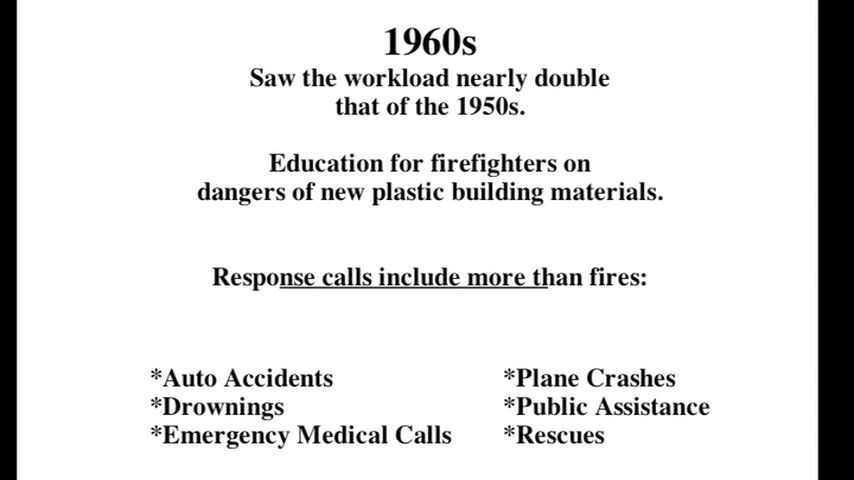 1960s
Saw the workload nearly double
that of the 1950s.
Education for firefighters on
dangers of new plastic building materials.
Response calls include more than fires:
*Auto Accidents
*Drownings
*Emergency Medical Calls
*Plane Crashes
*Public Assistance
*Rescues